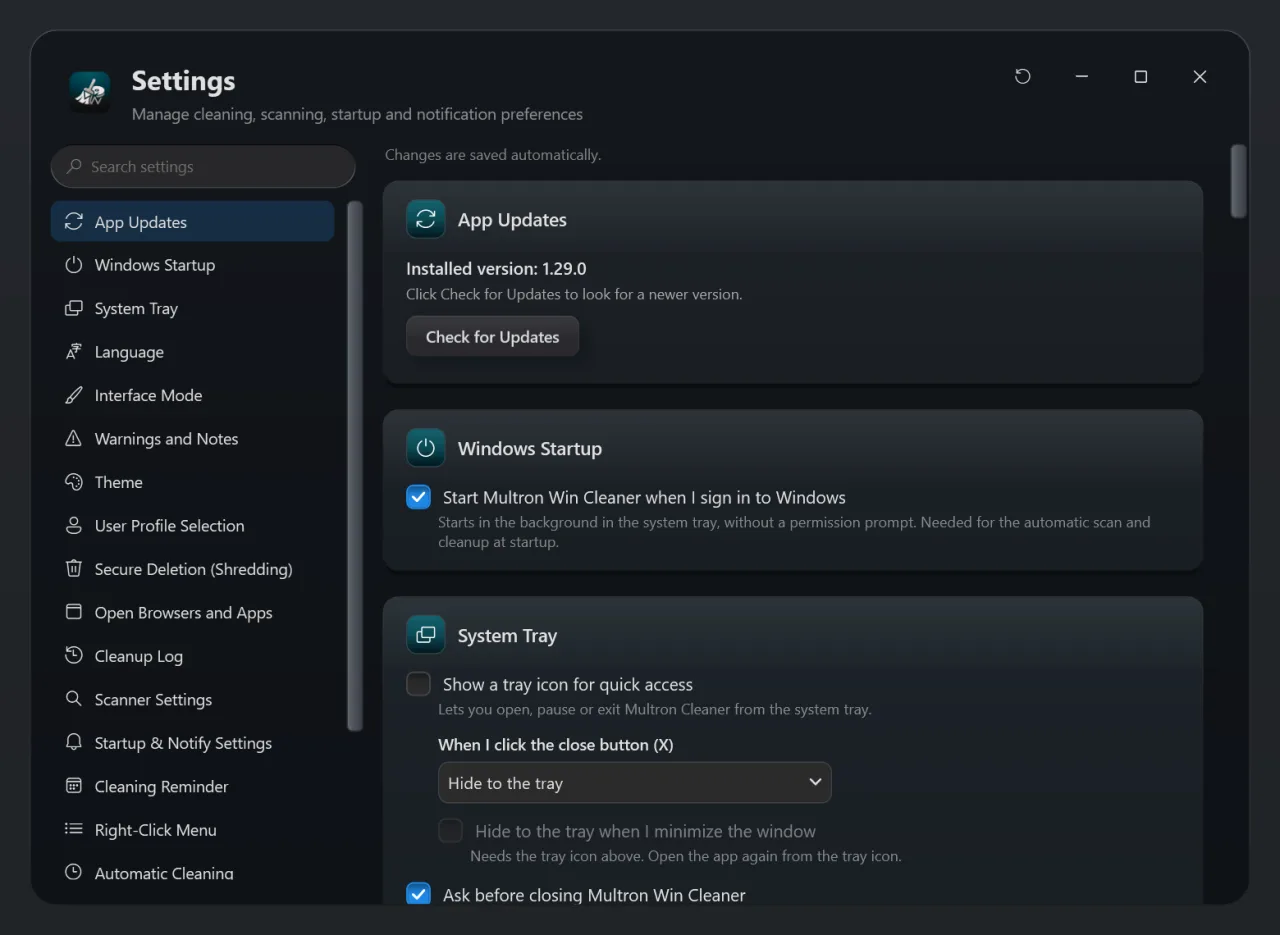 Settings
Manage cleaning, scanning, startup and notification preferences
Search settings
App Updates
Windows Startup
System Tray
Language
Interface Mode
Warnings and Notes
Theme
User Profile Selection
Secure Deletion (Shredding)
Open Browsers and Apps
Cleanup Log
Scanner Settings
Startup & Notify Settings
Cleaning Reminder
Right-Click Menu
Automatic Cleaning
Changes are saved automatically.
App Updates
Installed version: 1.29.0
Click Check for Updates to look for a newer version.
Check for Updates
Windows Startup
Start Multron Win Cleaner when I sign in to Windows
Starts in the background in the system tray, without a permission prompt. Needed for the automatic scan and
cleanup at startup.
System Tray
Show a tray icon for quick access
Lets you open, pause or exit Multron Cleaner from the system tray.
When I click the close button (X)
Hide to the tray
Hide to the tray when I minimize the window
Needs the tray icon above. Open the app again from the tray icon.
Ask before closing Multron Win Cleaner